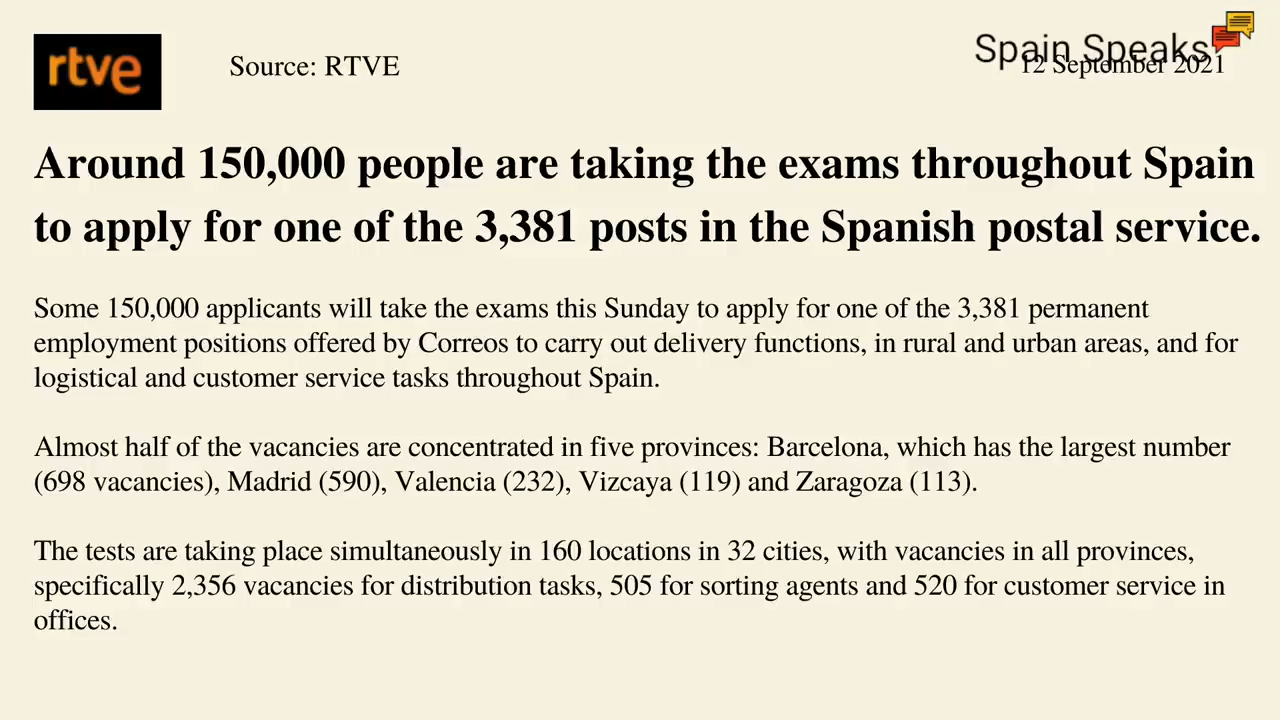 rtve
Source: RTVE
Spain Speaks
12 September 2021
Around 150,000 people are taking the exams throughout Spain
to apply for one of the 3,381 posts in the Spanish postal service.
Some 150,000 applicants will take the exams this Sunday to apply for one of the 3,381 permanent
employment positions offered by Correos to carry out delivery functions, in rural and urban areas, and for
logistical and customer service tasks throughout Spain.
Almost half of the vacancies are concentrated in five provinces: Barcelona, which has the largest number
(698 vacancies), Madrid (590), Valencia (232), Vizcaya (119) and Zaragoza (113).
The tests are taking place simultaneously in 160 locations in 32 cities, with vacancies in all provinces,
specifically 2,356 vacancies for distribution tasks, 505 for sorting agents and 520 for customer service in
offices.